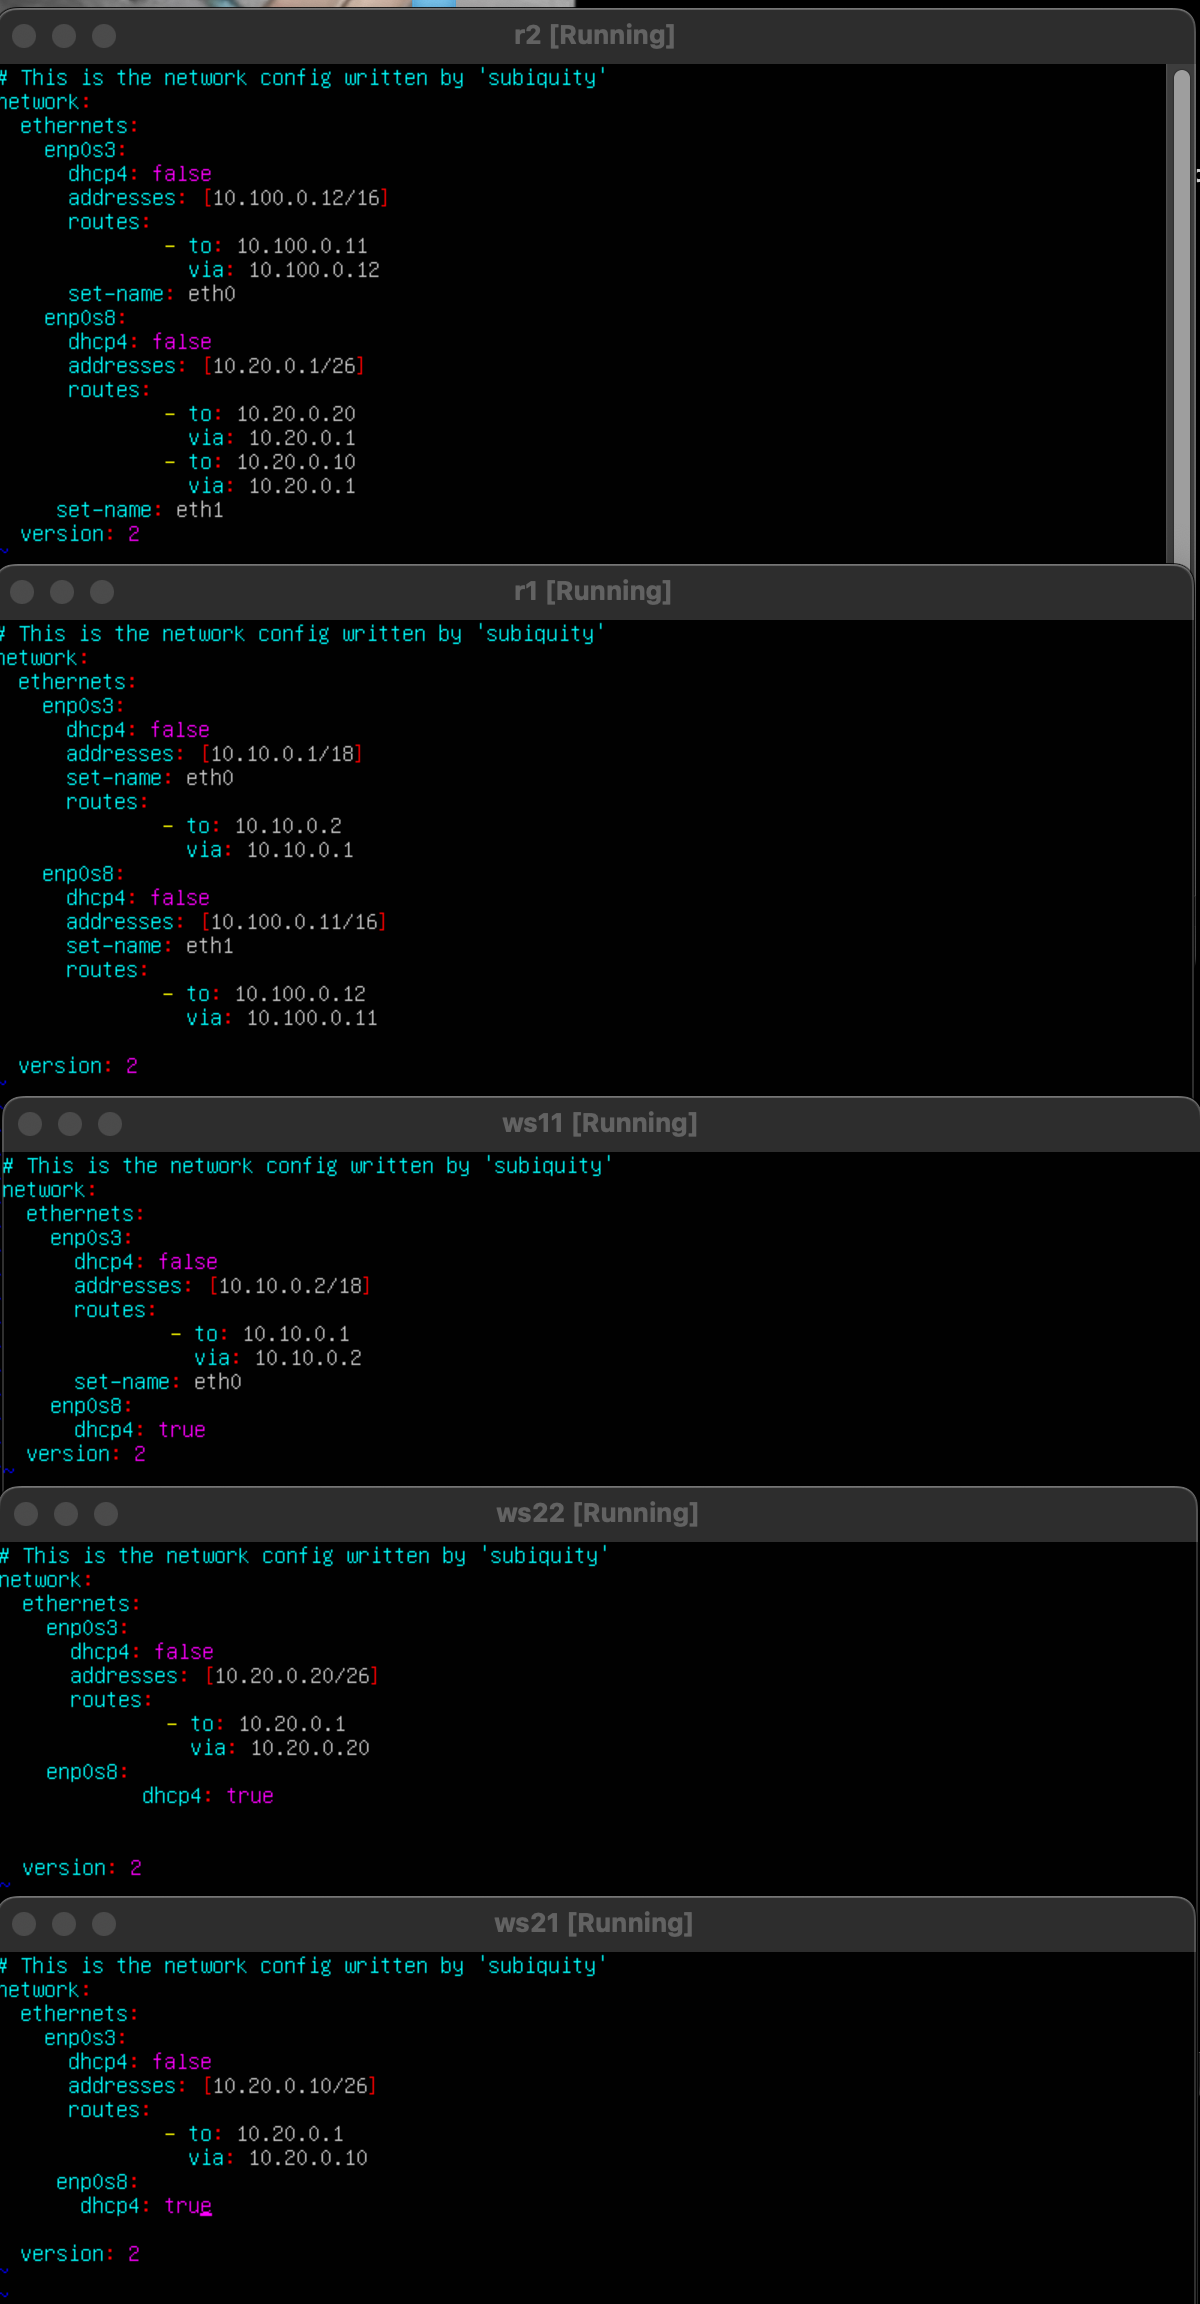 r2 [Running]
# This is the network config written by 'subiquity'
network:
  ethernets:
    enp0s3:
      dhcp4: false
      addresses: [10.100.0.12/16]
      routes:
              - to: 10.100.0.11
                via: 10.100.0.12
      set-name: eth0
    enp0s8:
      dhcp4: false
      addresses: [10.20.0.1/26]
      routes:
              - to: 10.20.0.20
                via: 10.20.0.1
              - to: 10.20.0.10
                via: 10.20.0.1
     set-name: eth1
  version: 2
~
r1 [Running]
# This is the network config written by 'subiquity'
network:
  ethernets:
    enp0s3:
      dhcp4: false
      addresses: [10.10.0.1/18]
      set-name: eth0
      routes:
              - to: 10.10.0.2
                via: 10.10.0.1
    enp0s8:
      dhcp4: false
      addresses: [10.100.0.11/16]
      set-name: eth1
      routes:
              - to: 10.100.0.12
                via: 10.100.0.11

  version: 2
~
ws11 [Running]
# This is the network config written by 'subiquity'
network:
  ethernets:
    enp0s3:
      dhcp4: false
      addresses: [10.10.0.2/18]
      routes:
              - to: 10.10.0.1
                via: 10.10.0.2
      set-name: eth0
    enp0s8:
      dhcp4: true
  version: 2
~
ws22 [Running]
# This is the network config written by 'subiquity'
network:
  ethernets:
    enp0s3:
      dhcp4: false
      addresses: [10.20.0.20/26]
      routes:
              - to: 10.20.0.1
                via: 10.20.0.20
    enp0s8:
            dhcp4: true

  version: 2
~
ws21 [Running]
# This is the network config written by 'subiquity'
network:
  ethernets:
    enp0s3:
      dhcp4: false
      addresses: [10.20.0.10/26]
      routes:
              - to: 10.20.0.1
                via: 10.20.0.10
     enp0s8:
       dhcp4: true

  version: 2
~
~